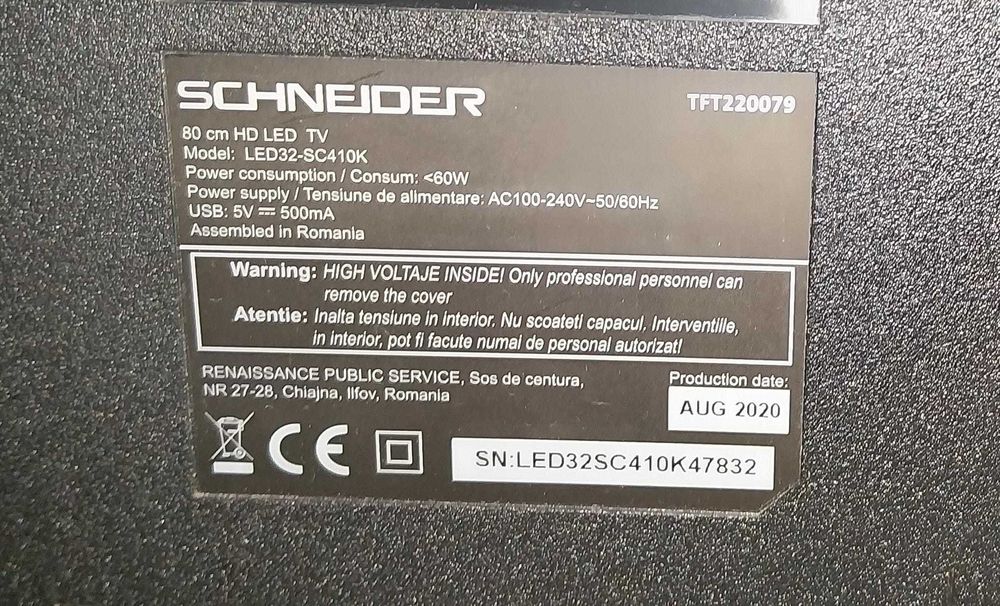 SCHNEIDER
TFT220079
80 cm HD LED TV
Model: LED32-SC410K
Power consumption / Consum: <60W
Power supply / Tensiune de alimentare: AC100-240V~50/60Hz
USB: 5V ⎓ 500mA
Assembled in Romania
Warning: HIGH VOLTAJE INSIDE! Only professional personnel can
remove the cover
Atentie: Inalta tensiune in interior. Nu scoateti capacul, Interventiile,
in interior, pot fi facute numai de personal autorizat!
RENAISSANCE PUBLIC SERVICE, Sos de centura,
NR 27-28, Chiajna, Ilfov, Romania
Production date:
AUG 2020
CE
SN:LED32SC410K47832